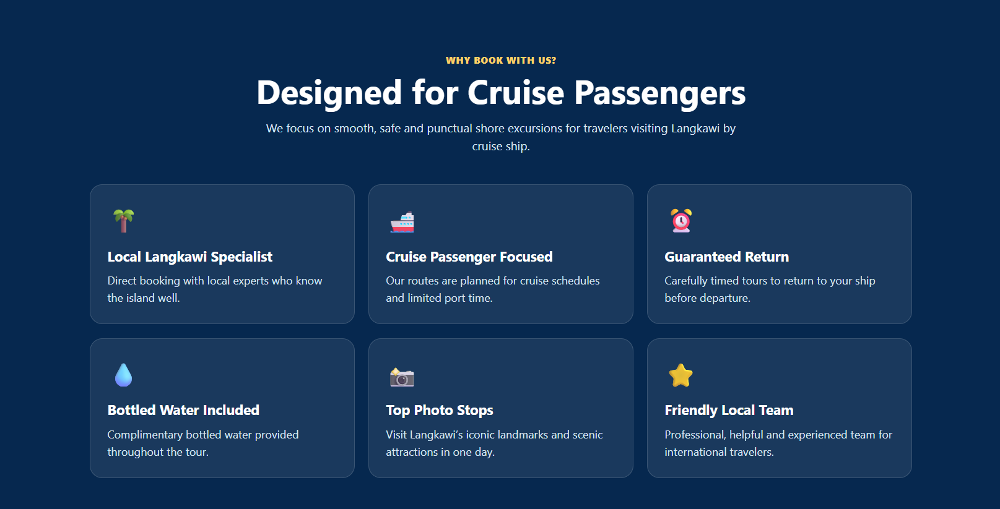 WHY BOOK WITH US?
Designed for Cruise Passengers
We focus on smooth, safe and punctual shore excursions for travelers visiting Langkawi by
cruise ship.
Local Langkawi Specialist
Direct booking with local experts who know
the island well.
Cruise Passenger Focused
Our routes are planned for cruise schedules
and limited port time.
Guaranteed Return
Carefully timed tours to return to your ship
before departure.
Bottled Water Included
Complimentary bottled water provided
throughout the tour.
Top Photo Stops
Visit Langkawi’s iconic landmarks and scenic
attractions in one day.
Friendly Local Team
Professional, helpful and experienced team for
international travelers.